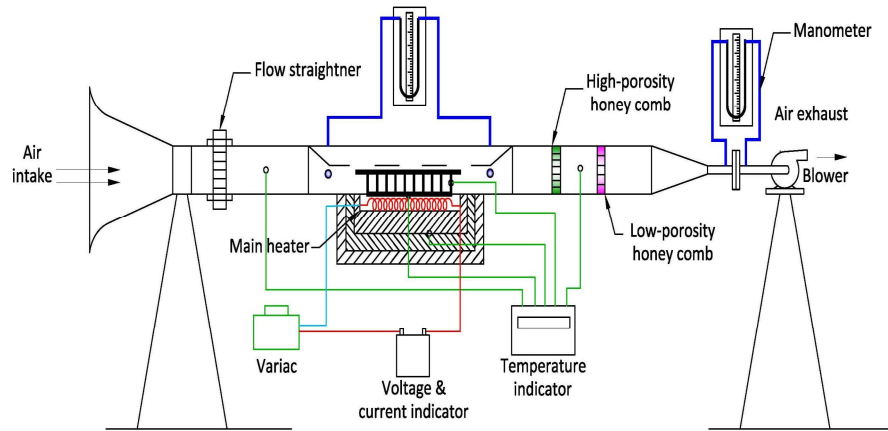 Manometer
Flow straightner
High-porosity
honey comb
Air exhaust
Air
intake
Blower
Main heater
Low-porosity
honey comb
Variac
Voltage &
current indicator
Temperature
indicator